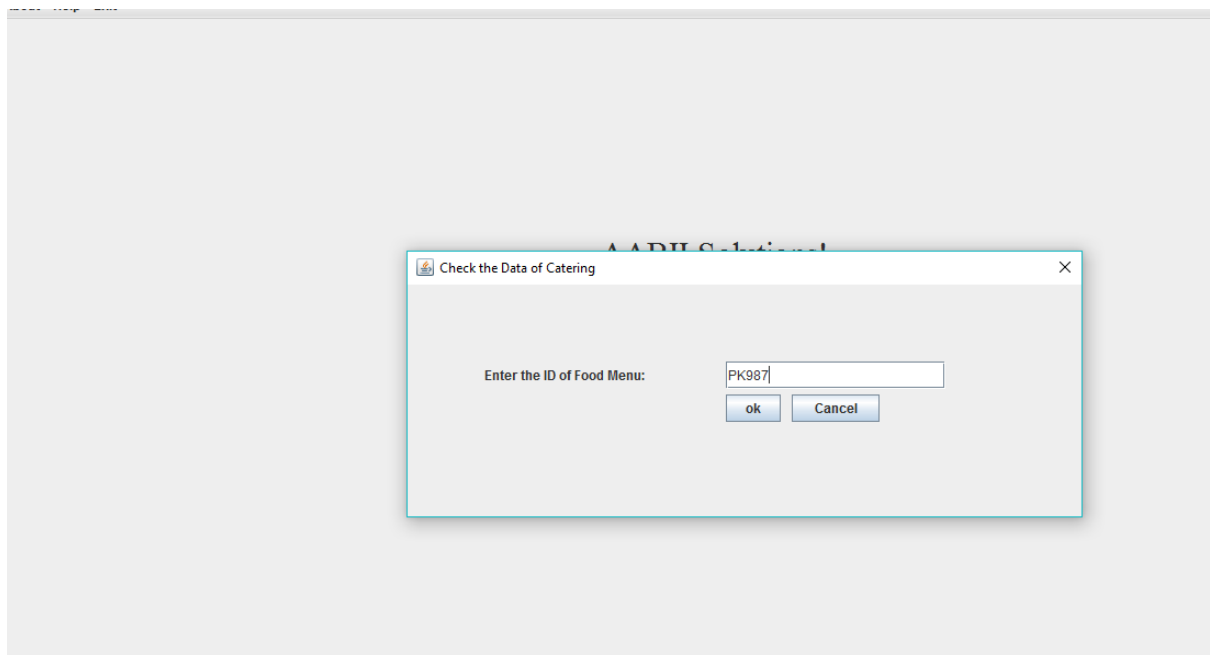 Check the Data of Catering
Enter the ID of Food Menu:
PK987
ok
Cancel